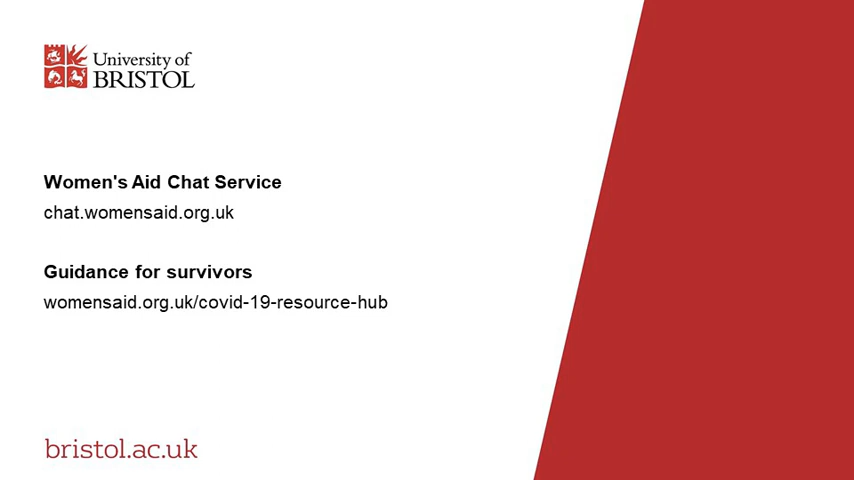 University of
BRISTOL
Women's Aid Chat Service
chat.womensaid.org.uk
Guidance for survivors
womensaid.org.uk/covid-19-resource-hub
bristol.ac.uk